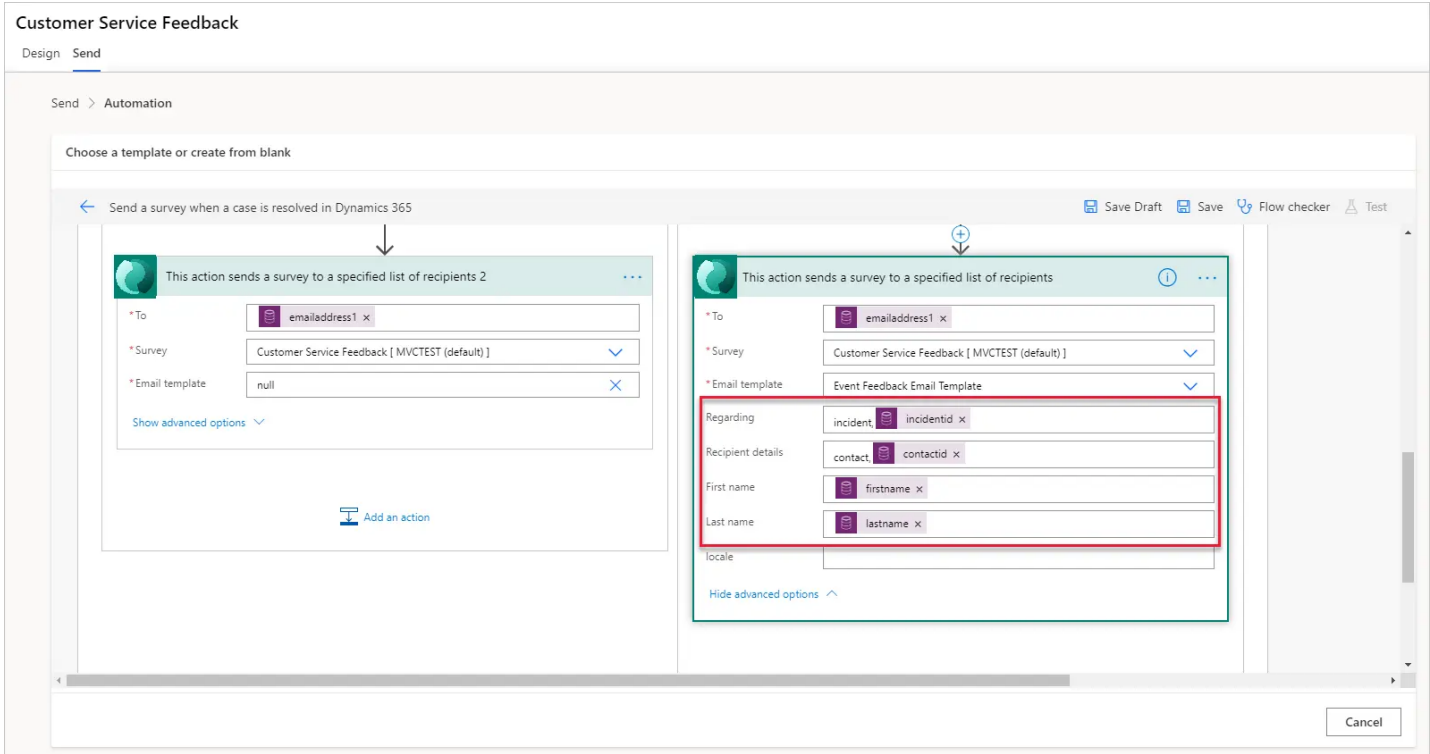 Customer Service Feedback
Design Send
Send > Automation
Choose a template or create from blank
Send a survey when a case is resolved in Dynamics 365
Save Draft Save Flow checker Test
This action sends a survey to a specified list of recipients 2 ...
*To emailaddress1 ×
*Survey Customer Service Feedback [ MVCTEST (default) ]
*Email template null
Show advanced options
Add an action
This action sends a survey to a specified list of recipients ...
*To emailaddress1 ×
*Survey Customer Service Feedback [ MVCTEST (default) ]
*Email template Event Feedback Email Template
Regarding incident, incidentid ×
Recipient details contact, contactid ×
First name firstname ×
Last name lastname ×
locale
Hide advanced options
Cancel